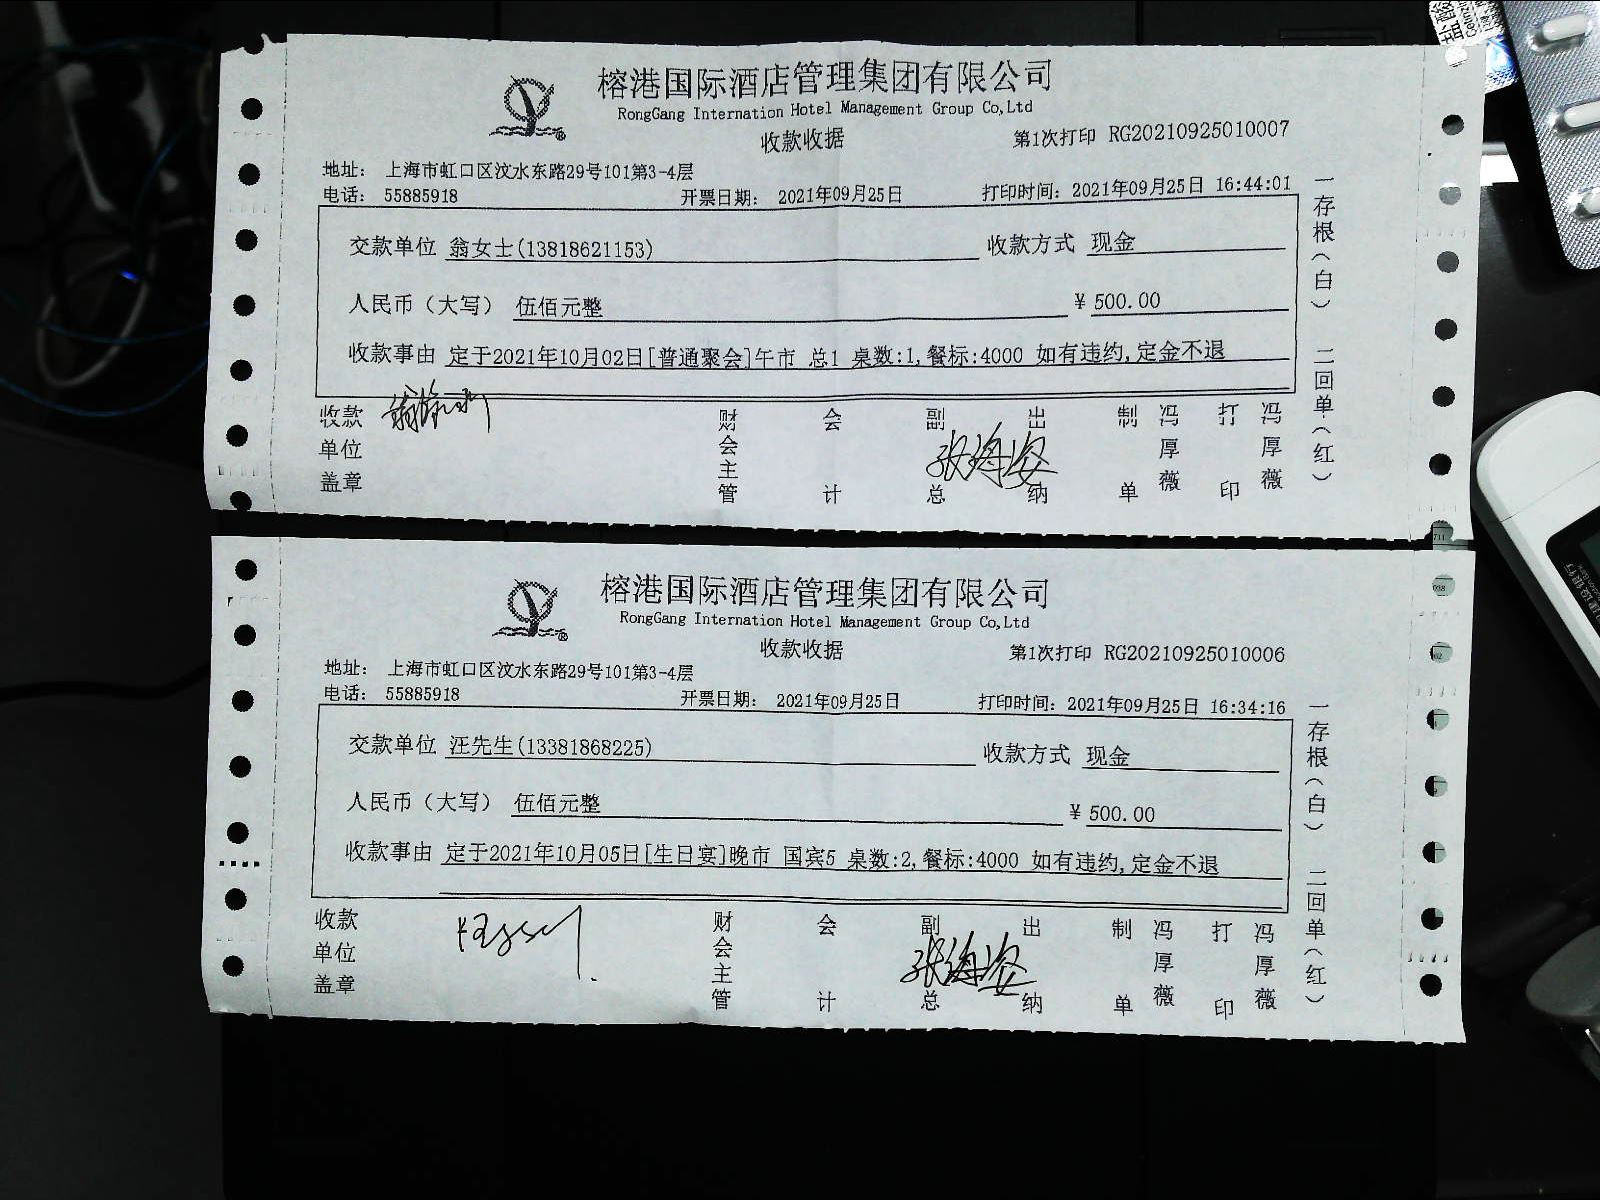 榕港国际酒店管理集团有限公司
RongGang Internation Hotel Management Group Co,Ltd
收款收据
第1次打印 RG20210925010007
地址： 上海市虹口区汶水东路29号101第3-4层
电话： 55885918 开票日期： 2021年09月25日 打印时间：2021年09月25日 16:44:01
交款单位 翁女士(13818621153) 收款方式 现金
人民币（大写） 伍佰元整 ￥500.00
收款事由 定于2021年10月02日[普通聚会]午市 总1 桌数:1,餐标:4000 如有违约,定金不退
收款单位盖章 财会主管 会计 副总 出纳 张海姿 制单 冯厚薇 打印 冯厚薇
一存根（白） 二回单（红）
榕港国际酒店管理集团有限公司
RongGang Internation Hotel Management Group Co,Ltd
收款收据
第1次打印 RG20210925010006
地址： 上海市虹口区汶水东路29号101第3-4层
电话： 55885918 开票日期： 2021年09月25日 打印时间：2021年09月25日 16:34:16
交款单位 汪先生(13381868225) 收款方式 现金
人民币（大写） 伍佰元整 ￥500.00
收款事由 定于2021年10月05日[生日宴]晚市 国宾5 桌数:2,餐标:4000 如有违约,定金不退
收款单位盖章 财会主管 会计 副总 出纳 张海姿 制单 冯厚薇 打印 冯厚薇
一存根（白） 二回单（红）